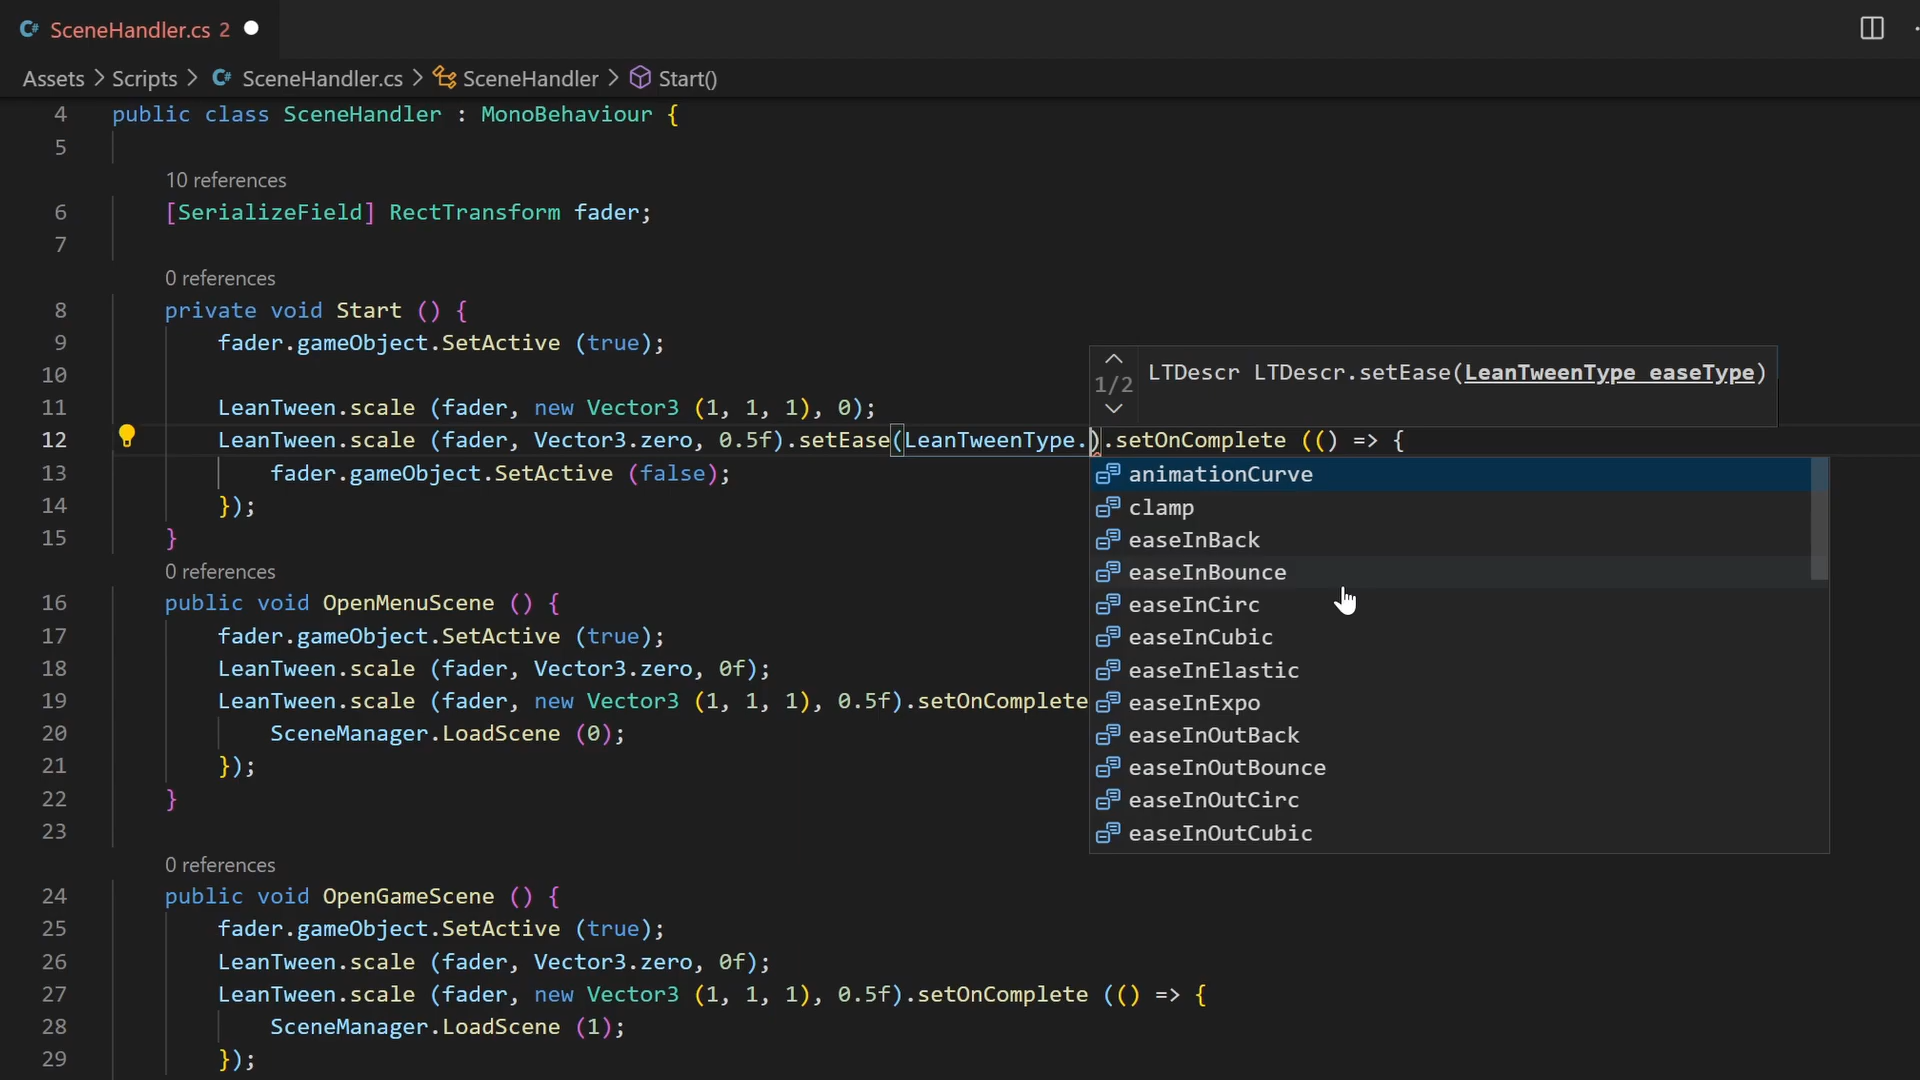 SceneHandler.cs 2
Assets > Scripts > SceneHandler.cs > SceneHandler > Start()
4 public class SceneHandler : MonoBehaviour {
5
10 references
6 [SerializeField] RectTransform fader;
7
0 references
8 private void Start () {
9 fader.gameObject.SetActive (true);
10
11 LeanTween.scale (fader, new Vector3 (1, 1, 1), 0);
1/2 LTDescr LTDescr.setEase(LeanTweenType easeType)
12 LeanTween.scale (fader, Vector3.zero, 0.5f).setEase(LeanTweenType.).setOnComplete (() => {
13 fader.gameObject.SetActive (false);
14 });
15 }
animationCurve
clamp
easeInBack
easeInBounce
easeInCirc
easeInCubic
easeInElastic
easeInExpo
easeInOutBack
easeInOutBounce
easeInOutCirc
easeInOutCubic
0 references
16 public void OpenMenuScene () {
17 fader.gameObject.SetActive (true);
18 LeanTween.scale (fader, Vector3.zero, 0f);
19 LeanTween.scale (fader, new Vector3 (1, 1, 1), 0.5f).setOnComplete
20 SceneManager.LoadScene (0);
21 });
22 }
23
0 references
24 public void OpenGameScene () {
25 fader.gameObject.SetActive (true);
26 LeanTween.scale (fader, Vector3.zero, 0f);
27 LeanTween.scale (fader, new Vector3 (1, 1, 1), 0.5f).setOnComplete (() => {
28 SceneManager.LoadScene (1);
29 });